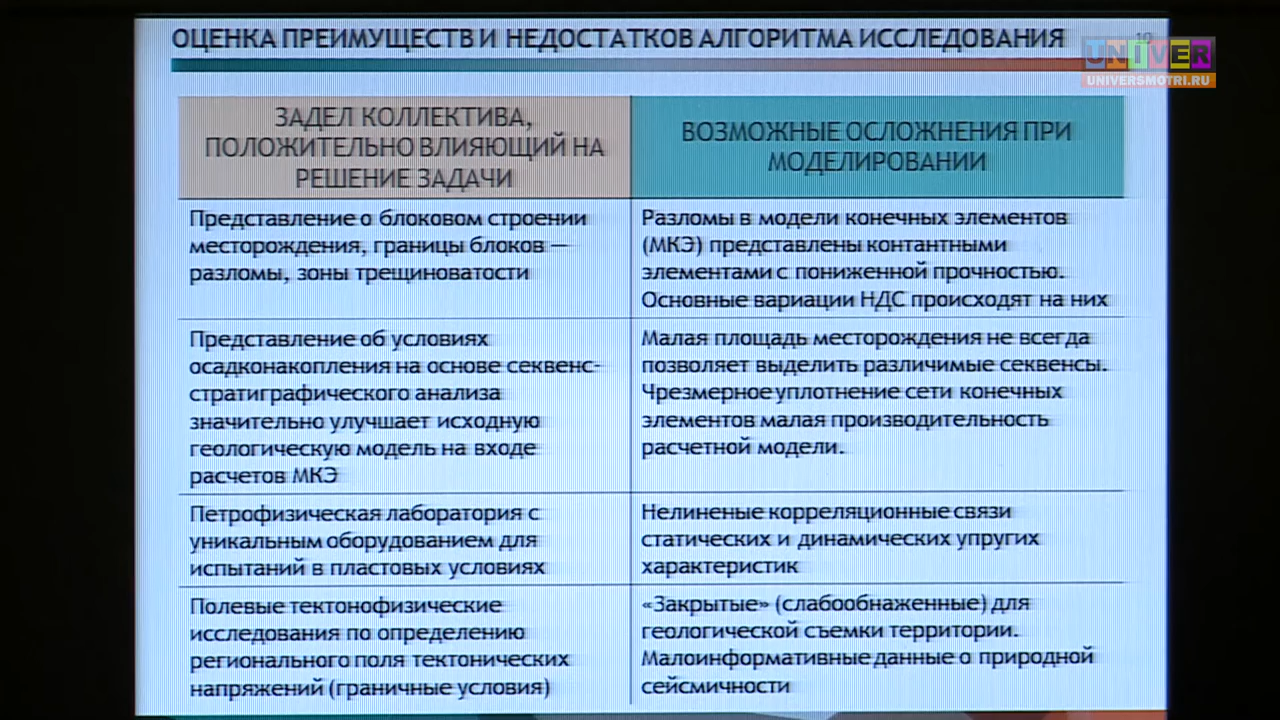 ОЦЕНКА ПРЕИМУЩЕСТВ И НЕДОСТАТКОВ АЛГОРИТМА ИССЛЕДОВАНИЯ
10
UNIVER
UNIVERSMOTRI.RU
ЗАДЕЛ КОЛЛЕКТИВА,
ПОЛОЖИТЕЛЬНО ВЛИЯЮЩИЙ НА
РЕШЕНИЕ ЗАДАЧИ
ВОЗМОЖНЫЕ ОСЛОЖНЕНИЯ ПРИ
МОДЕЛИРОВАНИИ
Представление о блоковом строении
месторождения, границы блоков —
разломы, зоны трещиноватости
Разломы в модели конечных элементов
(МКЭ) представлены контантными
элементами с пониженной прочностью.
Основные вариации НДС происходят на них
Представление об условиях
осадконакопления на основе секвенс-
стратиграфического анализа
значительно улучшает исходную
геологическую модель на входе
расчетов МКЭ
Малая площадь месторождения не всегда
позволяет выделить различимые секвенсы.
Чрезмерное уплотнение сети конечных
элементов малая производительность
расчетной модели.
Петрофизическая лаборатория с
уникальным оборудованием для
испытаний в пластовых условиях
Нелиненые корреляционные связи
статических и динамических упругих
характеристик
Полевые тектонофизические
исследования по определению
регионального поля тектонических
напряжений (граничные условия)
«Закрытые» (слабообнаженные) для
геологической съемки территории.
Малоинформативные данные о природной
сейсмичности